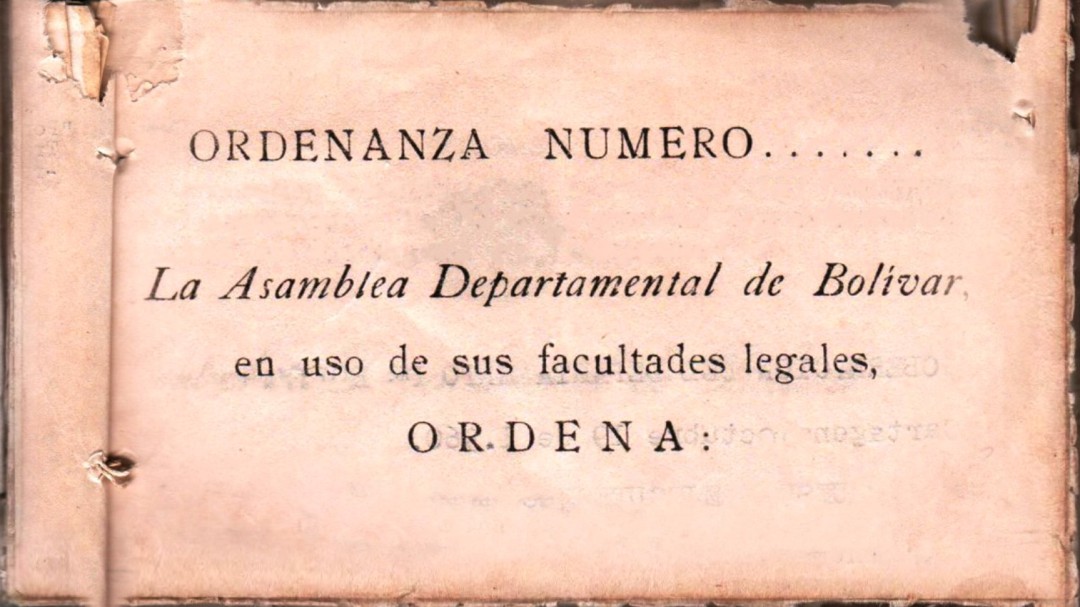 ORDENANZA NUMERO.......
La Asamblea Departamental de Bolívar,
en uso de sus facultades legales,
ORDENA: